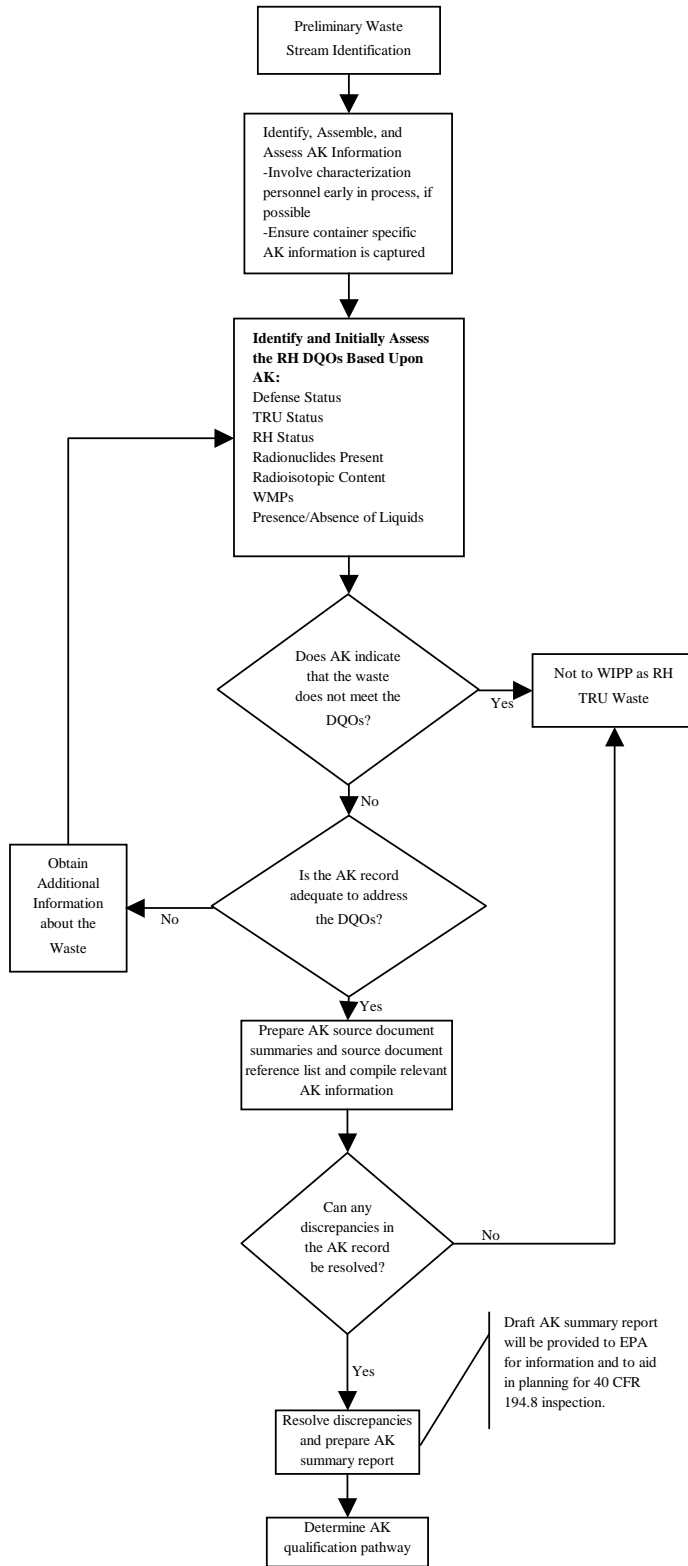 Preliminary Waste
Stream Identification
Identify, Assemble, and
Assess AK Information
-Involve characterization
personnel early in process, if
possible
-Ensure container specific
AK information is captured
Identify and Initially Assess
the RH DQOs Based Upon
AK:
Defense Status
TRU Status
RH Status
Radionuclides Present
Radioisotopic Content
WMPs
Presence/Absence of Liquids
Does AK indicate
that the waste
does not meet the
DQOs?
Yes
Not to WIPP as RH
TRU Waste
No
Is the AK record
adequate to address
the DQOs?
No
Obtain
Additional
Information
about the
Waste
Yes
Prepare AK source document
summaries and source document
reference list and compile relevant
AK information
Can any
discrepancies in
the AK record
be resolved?
No
Yes
Draft AK summary report
will be provided to EPA
for information and to aid
in planning for 40 CFR
194.8 inspection.
Resolve discrepancies
and prepare AK
summary report
Determine AK
qualification pathway